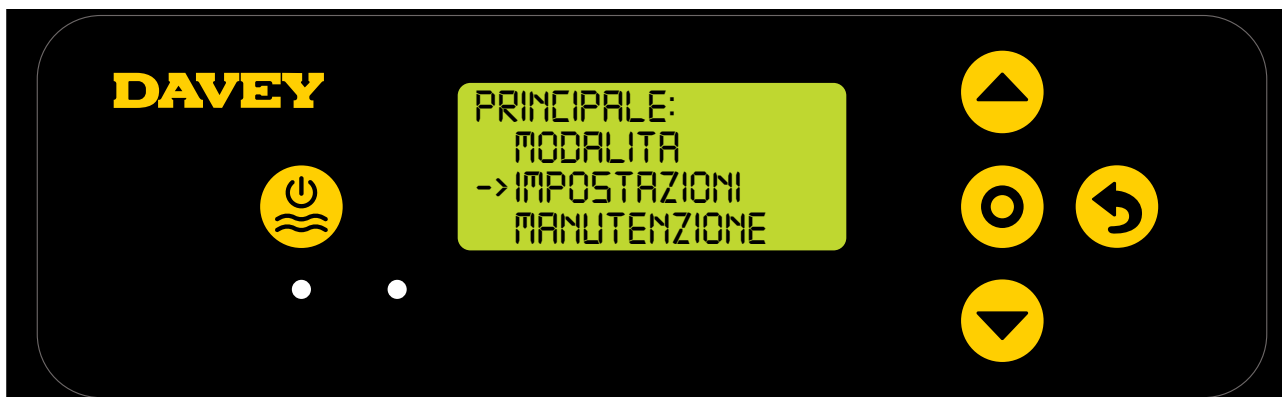 DAVEY
PRINCIPALE:
MODALITA
->IMPOSTAZIONI
MANUTENZIONE